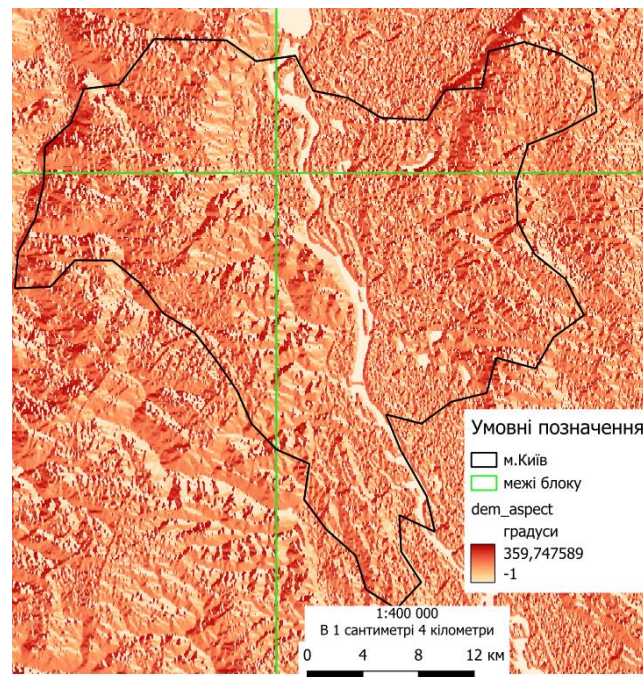 Умовні позначення
м.Київ
межі блоку
dem_aspect
градуси
359,747589
-1
1:400 000
В 1 сантиметрі 4 кілометри
0 4 8 12 км